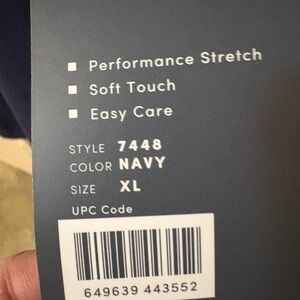 Performance Stretch
Soft Touch
Easy Care
STYLE 7448
COLOR NAVY
SIZE XL
UPC Code
649639 443552